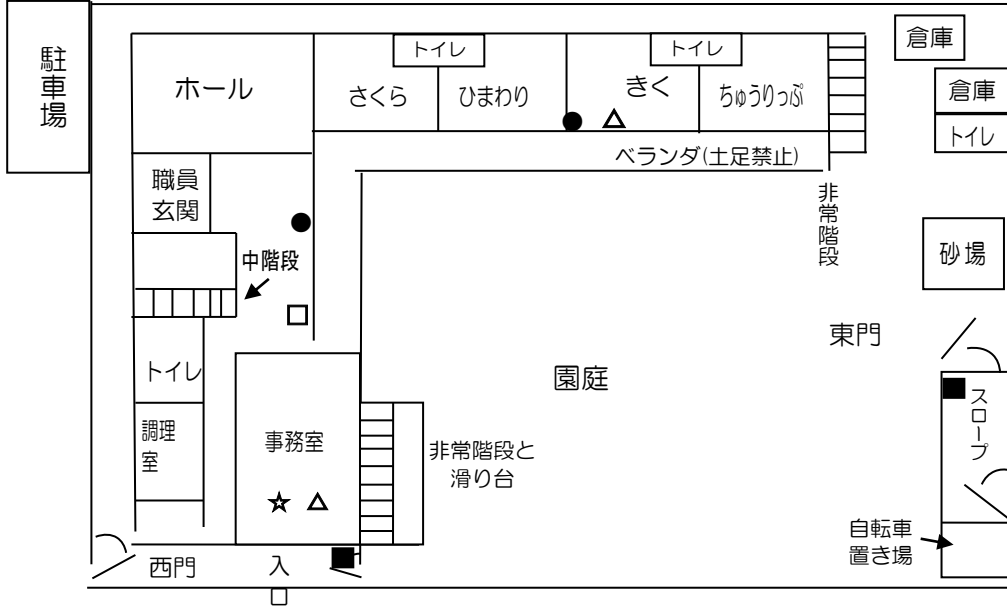 駐車場
ホール
トイレ
トイレ
倉庫
さくら
ひまわり
きく
ちゅうりっぷ
倉庫
トイレ
ベランダ(土足禁止)
職員
玄関
非常階段
中階段
砂場
東門
トイレ
園庭
スロープ
調理
室
事務室
非常階段と
滑り台
自転車
置き場
西門
入